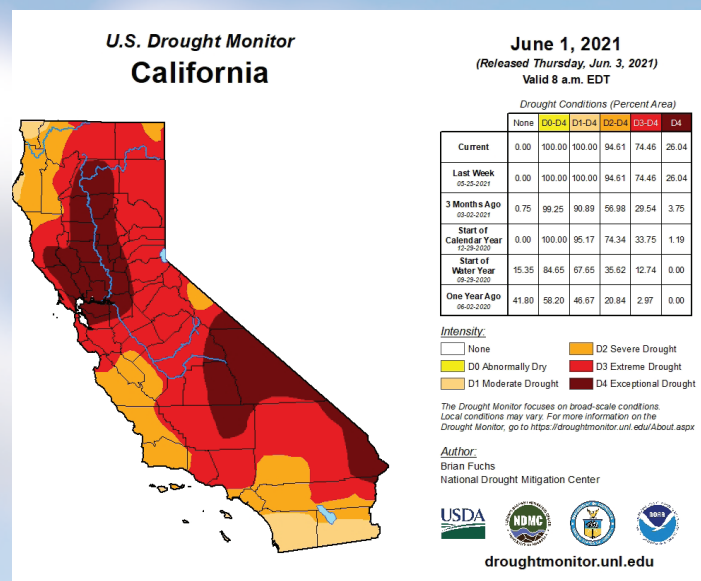 U.S. Drought Monitor
California
June 1, 2021
(Released Thursday, Jun. 3, 2021)
Valid 8 a.m. EDT
Drought Conditions (Percent Area)
None D0-D4 D1-D4 D2-D4 D3-D4 D4
Current 0.00 100.00 100.00 94.61 74.46 26.04
Last Week
05-25-2021 0.00 100.00 100.00 94.61 74.46 26.04
3 Months Ago
03-02-2021 0.75 99.25 90.89 56.98 29.54 3.75
Start of
Calendar Year
12-29-2020 0.00 100.00 95.17 74.34 33.75 1.19
Start of
Water Year
09-29-2020 15.35 84.65 67.65 35.62 12.74 0.00
One Year Ago
06-02-2020 41.80 58.20 46.67 20.84 2.97 0.00
Intensity:
None
D0 Abnormally Dry
D1 Moderate Drought
D2 Severe Drought
D3 Extreme Drought
D4 Exceptional Drought
The Drought Monitor focuses on broad-scale conditions.
Local conditions may vary. For more information on the
Drought Monitor, go to https://droughtmonitor.unl.edu/About.aspx
Author:
Brian Fuchs
National Drought Mitigation Center
USDA
NDMC
NOAA
droughtmonitor.unl.edu